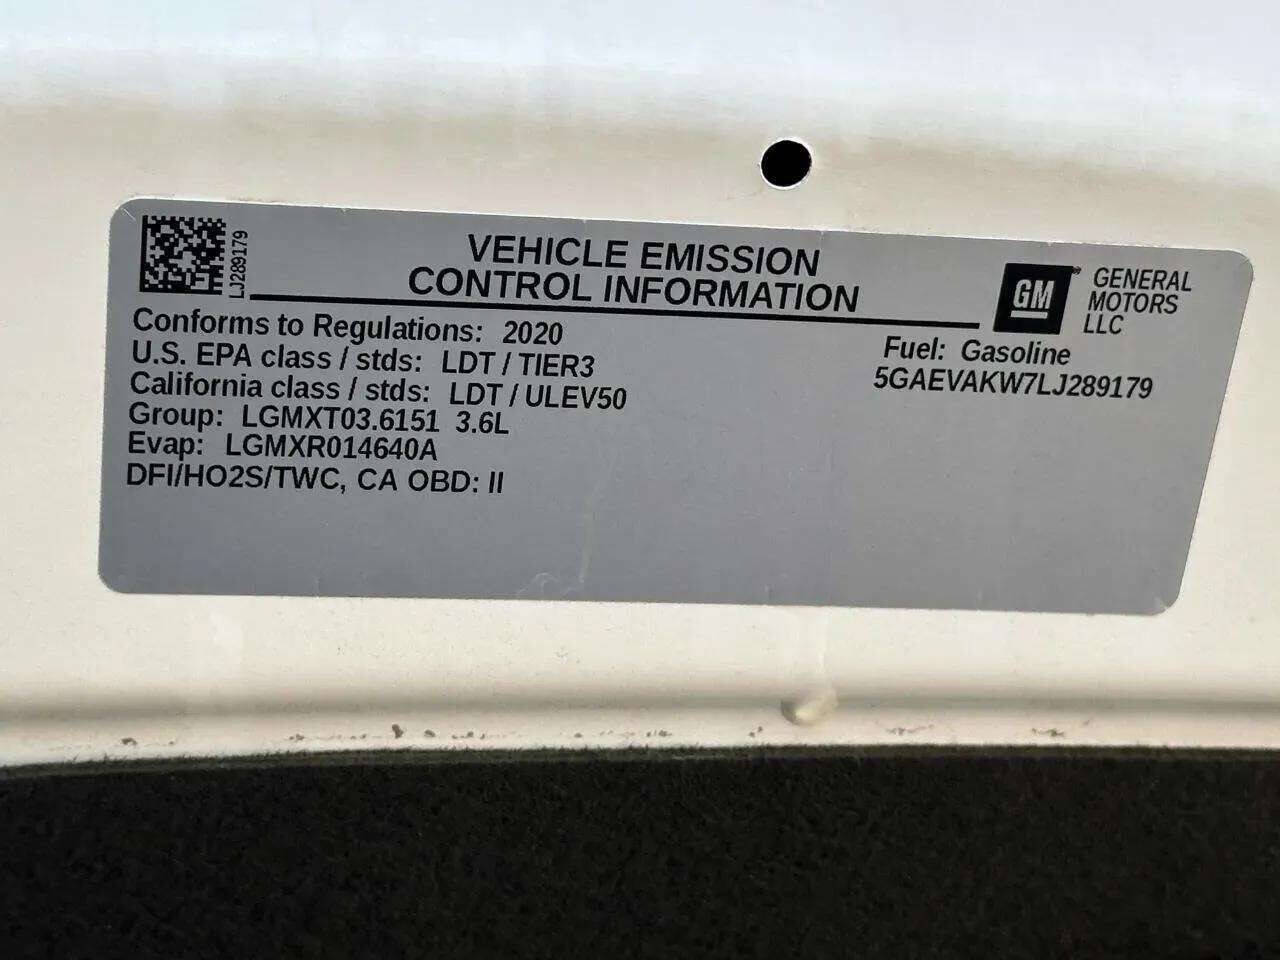 LJ289179
VEHICLE EMISSION
CONTROL INFORMATION
GM
GENERAL
MOTORS
LLC
Conforms to Regulations: 2020
U.S. EPA class / stds: LDT / TIER3
California class / stds: LDT / ULEV50
Group: LGMXT03.6151 3.6L
Evap: LGMXR014640A
DFI/HO2S/TWC, CA OBD: II
Fuel: Gasoline
5GAEVAKW7LJ289179